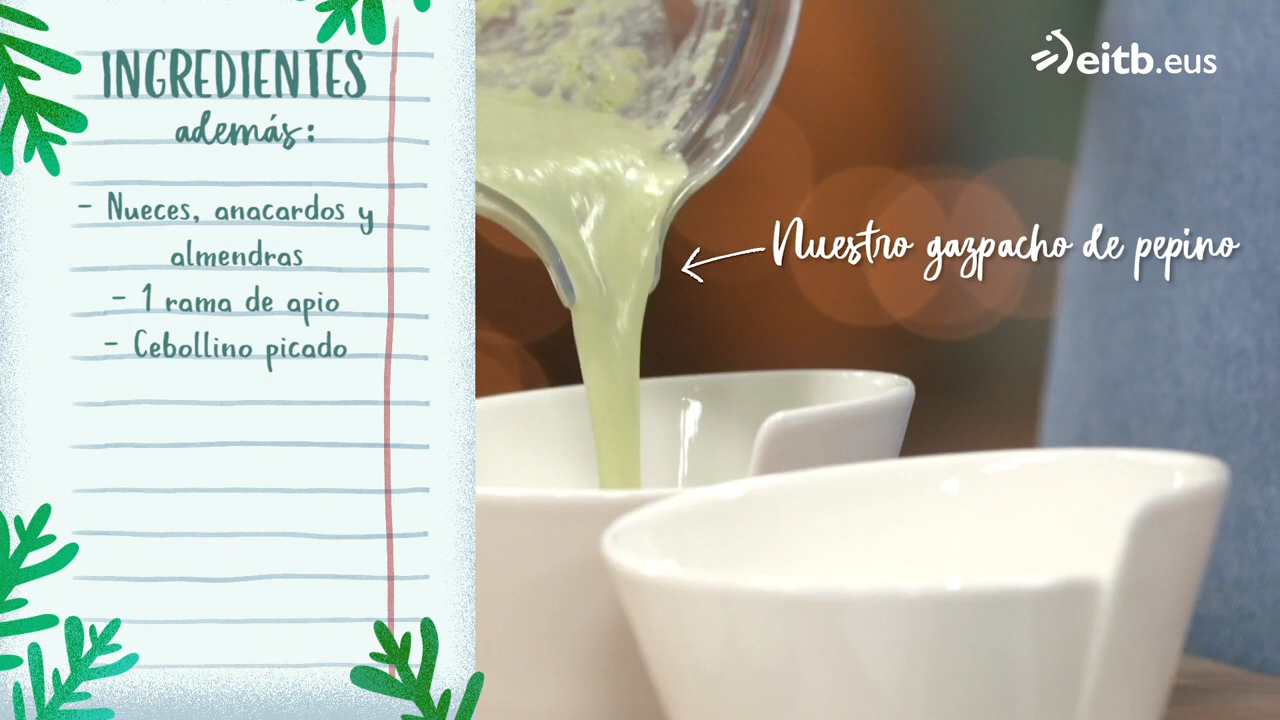 INGREDIENTES
además:
- Nueces, anacardos y
almendras
- 1 rama de apio
- Cebollino picado
eitb.eus
Nuestro gazpacho de pepino